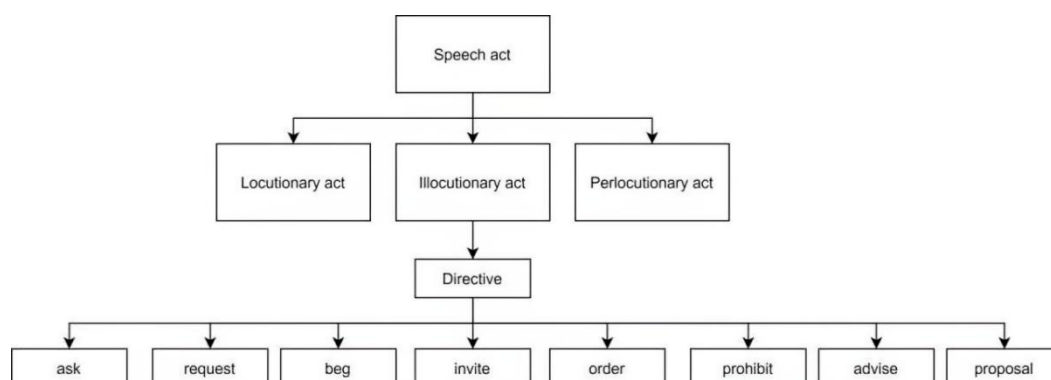 Speech act
Locutionary act
Illocutionary act
Perlocutionary act
Directive
ask
request
beg
invite
order
prohibit
advise
proposal